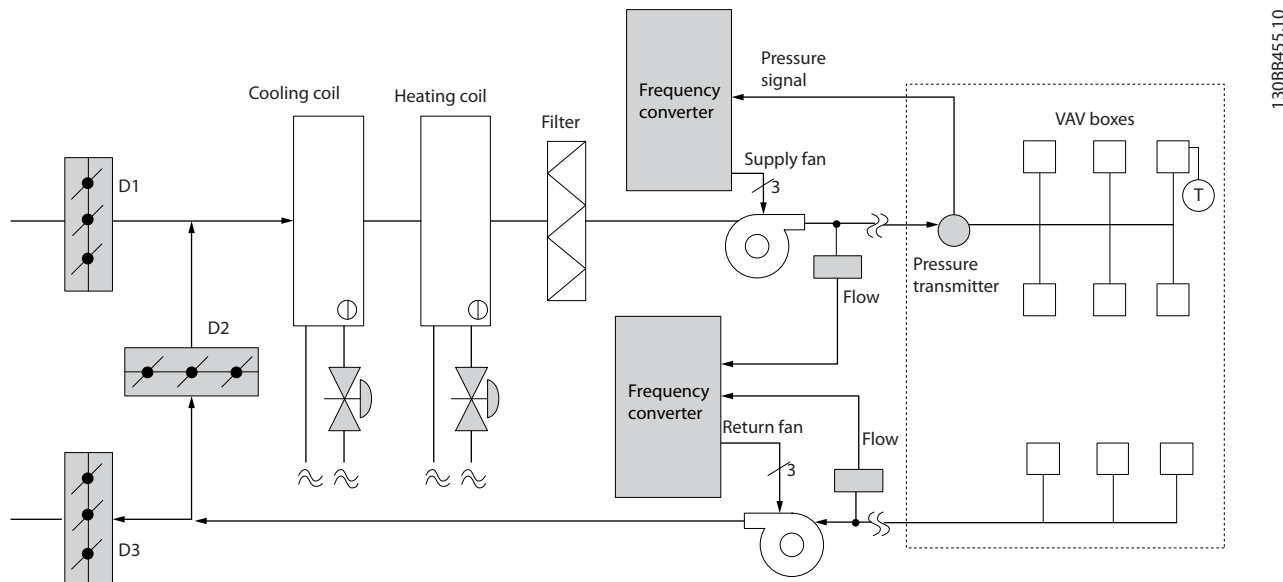 130BB455.10
Pressure
signal
Cooling coil
Heating coil
Frequency
converter
Filter
VAV boxes
Supply fan
3
D1
T
Pressure
transmitter
Flow
D2
Frequency
converter
Return fan
Flow
3
D3